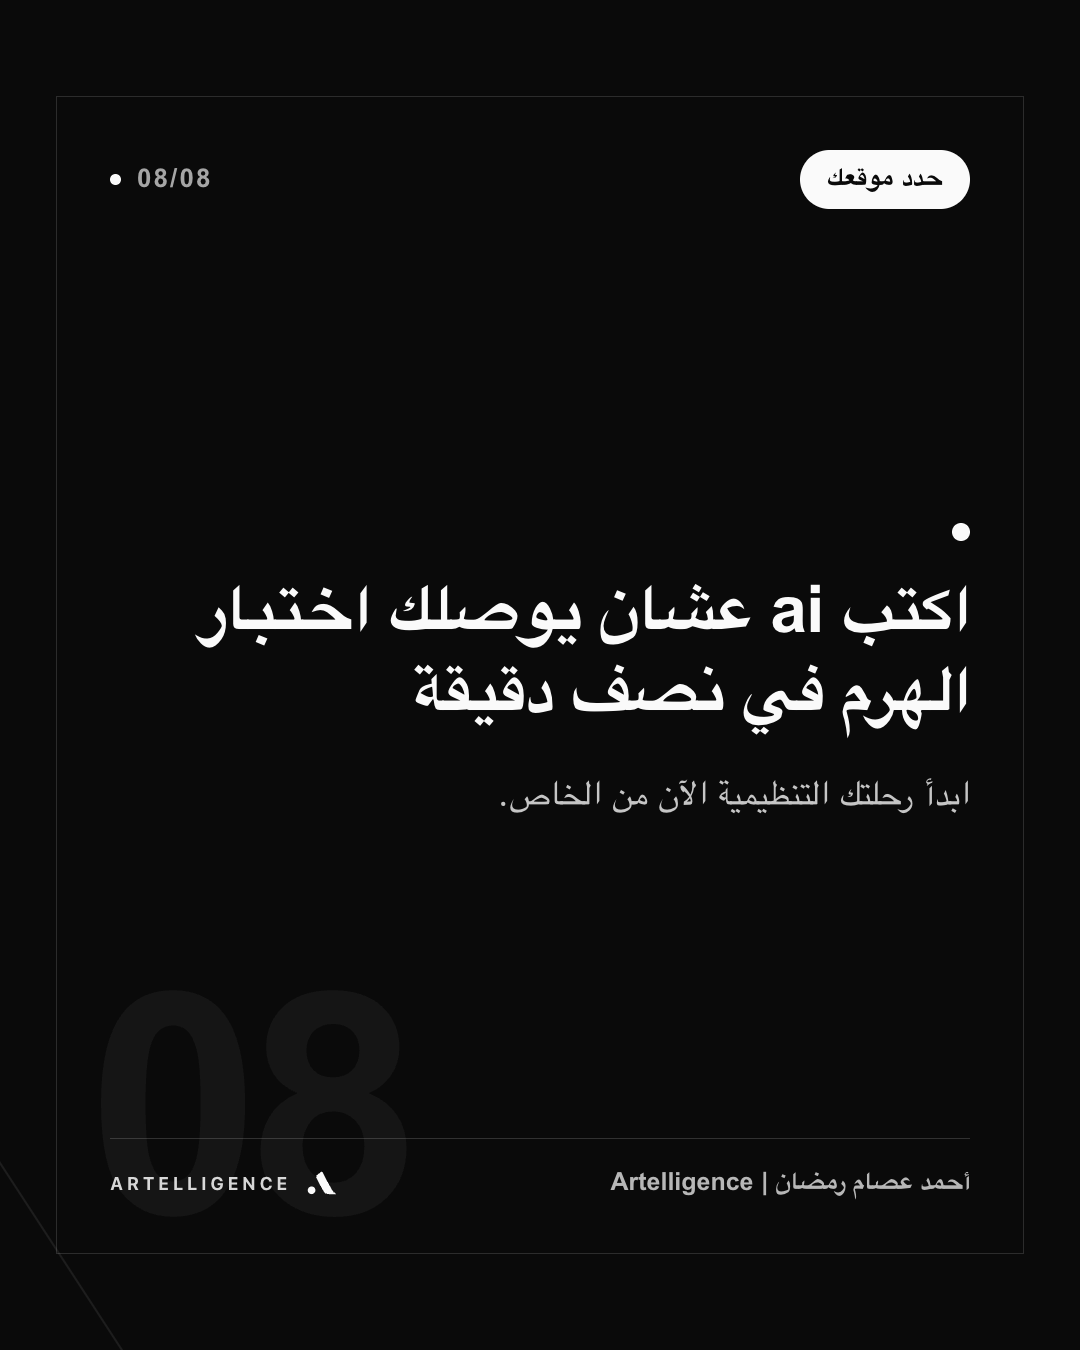 حدد موقعك
08/08
اكتب ai عشان يوصلك اختبار
الهرم في نصف دقيقة
ابدأ رحلتك التنظيمية الآن من الخاص.
08
أحمد عصام رمضان | Artelligence
ARTELLIGENCE